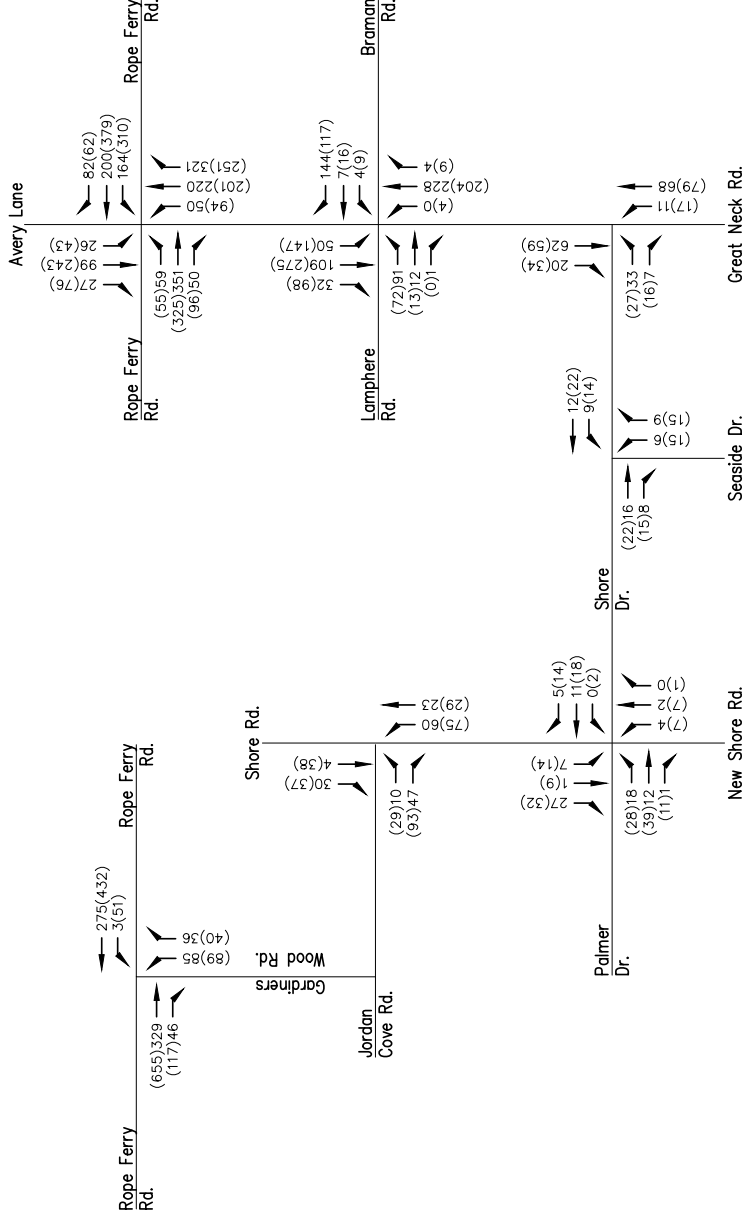 Avery Lane
Rope Ferry
Rd.
82(62)
200(379)
164(310)
26(43)
99(243)
27(76)
Rope Ferry
Rd.
(55)59
(325)351
(96)50
(94)50
(201)220
(251)321
144(117)
7(16)
4(9)
Braman
Rd.
50(147)
109(275)
32(98)
Lamphere
Rd.
(72)91
(13)12
(0)1
(4)0
(204)228
(9)4
62(59)
20(34)
(27)33
(16)7
(17)11
(79)68
Great Neck Rd.
12(22)
9(14)
(22)16
(15)8
(15)6
(15)9
Seaside Dr.
Shore
Dr.
5(14)
11(18)
0(2)
7(14)
1(9)
27(32)
(28)18
(39)12
(11)1
(7)4
(7)2
(1)0
New Shore Rd.
Palmer
Dr.
Shore Rd.
4(38)
30(37)
(75)60
(29)23
(29)10
(93)47
Jordan
Cove Rd.
Gardiners
Wood Rd.
Rope Ferry
Rd.
275(432)
3(51)
(89)85
(40)36
(655)329
(117)46
Rope Ferry
Rd.